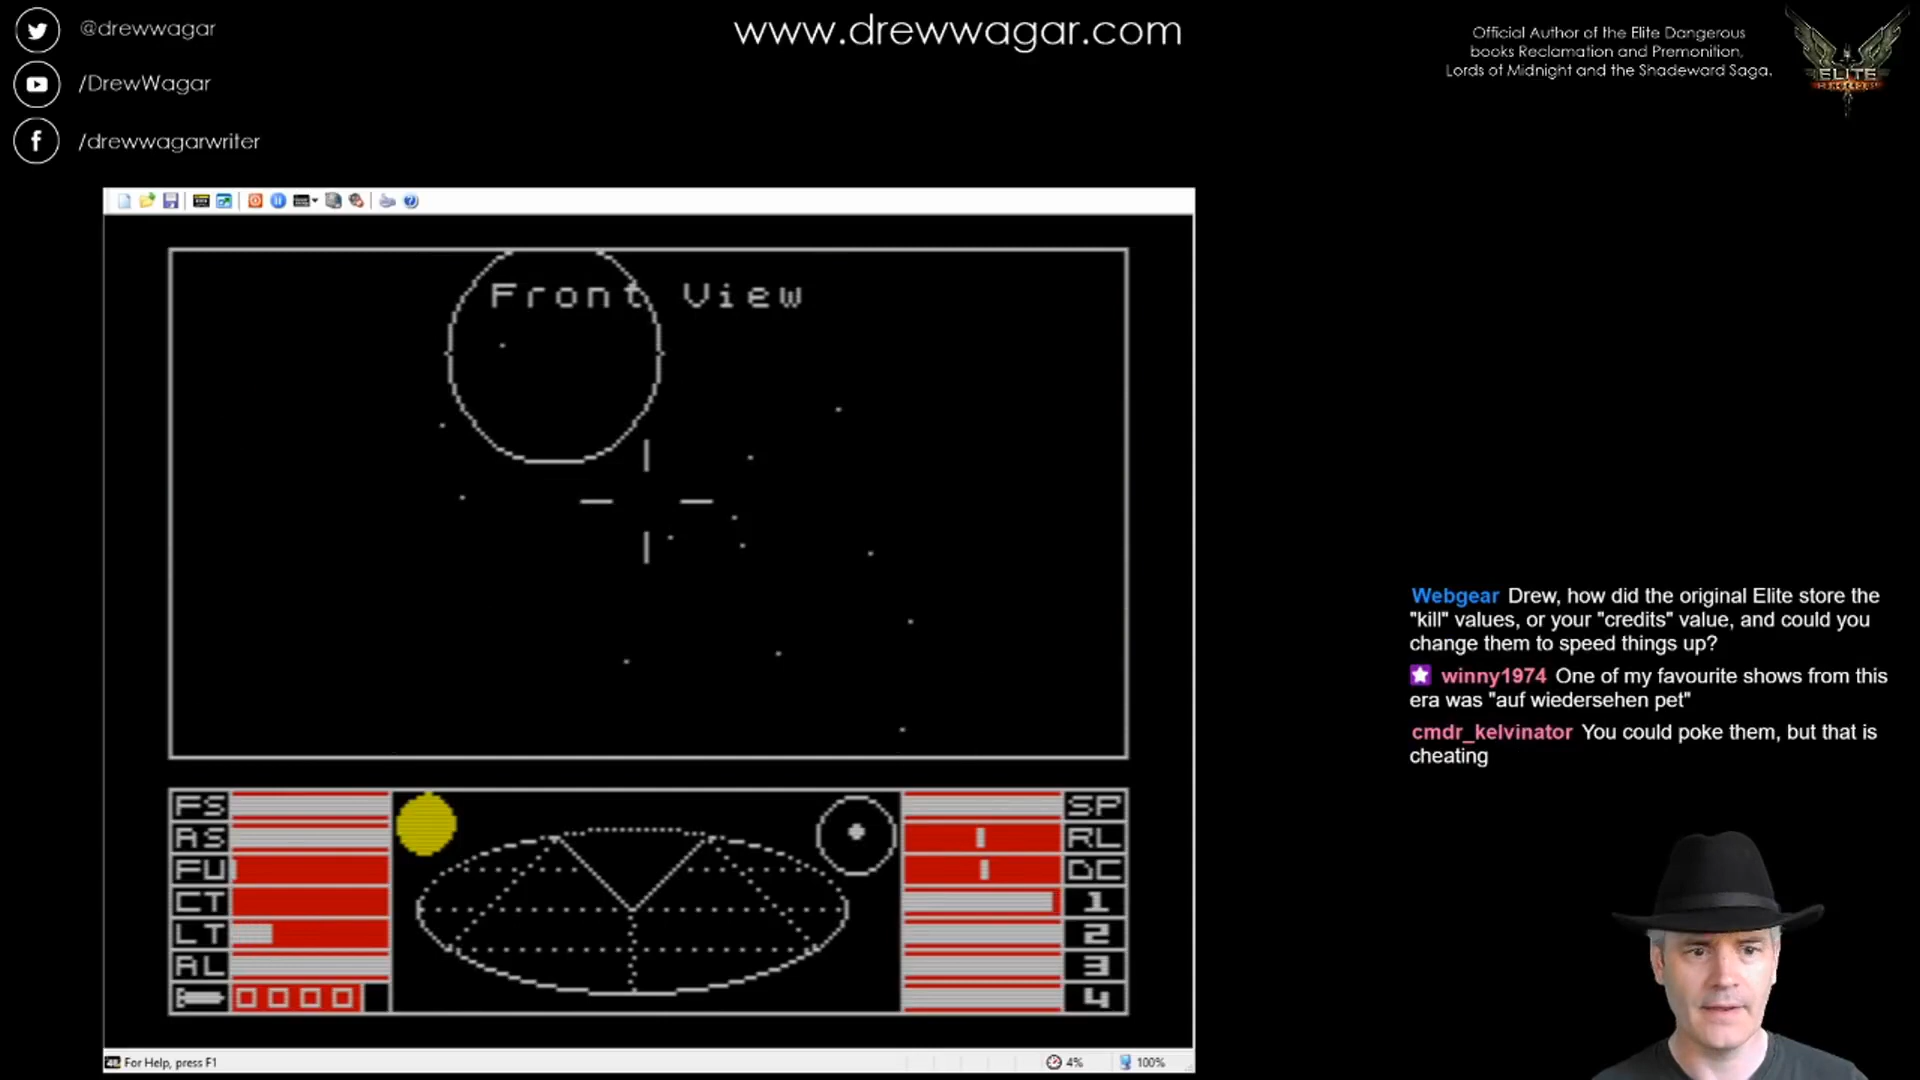 @drewwagar
/DrewWagar
/drewwagarwriter
www.drewwagar.com
Official Author of the Elite Dangerous
books Reclamation and Premonition,
Lords of Midnight and the Shadeward Saga.
ELITE
DANGEROUS
Front View
FS
AS
FU
CT
LT
AL
SP
RL
DC
1
2
3
4
For Help, press F1
4%
100%
Webgear Drew, how did the original Elite store the
"kill" values, or your "credits" value, and could you
change them to speed things up?
winny1974 One of my favourite shows from this
era was "auf wiedersehen pet"
cmdr_kelvinator You could poke them, but that is
cheating